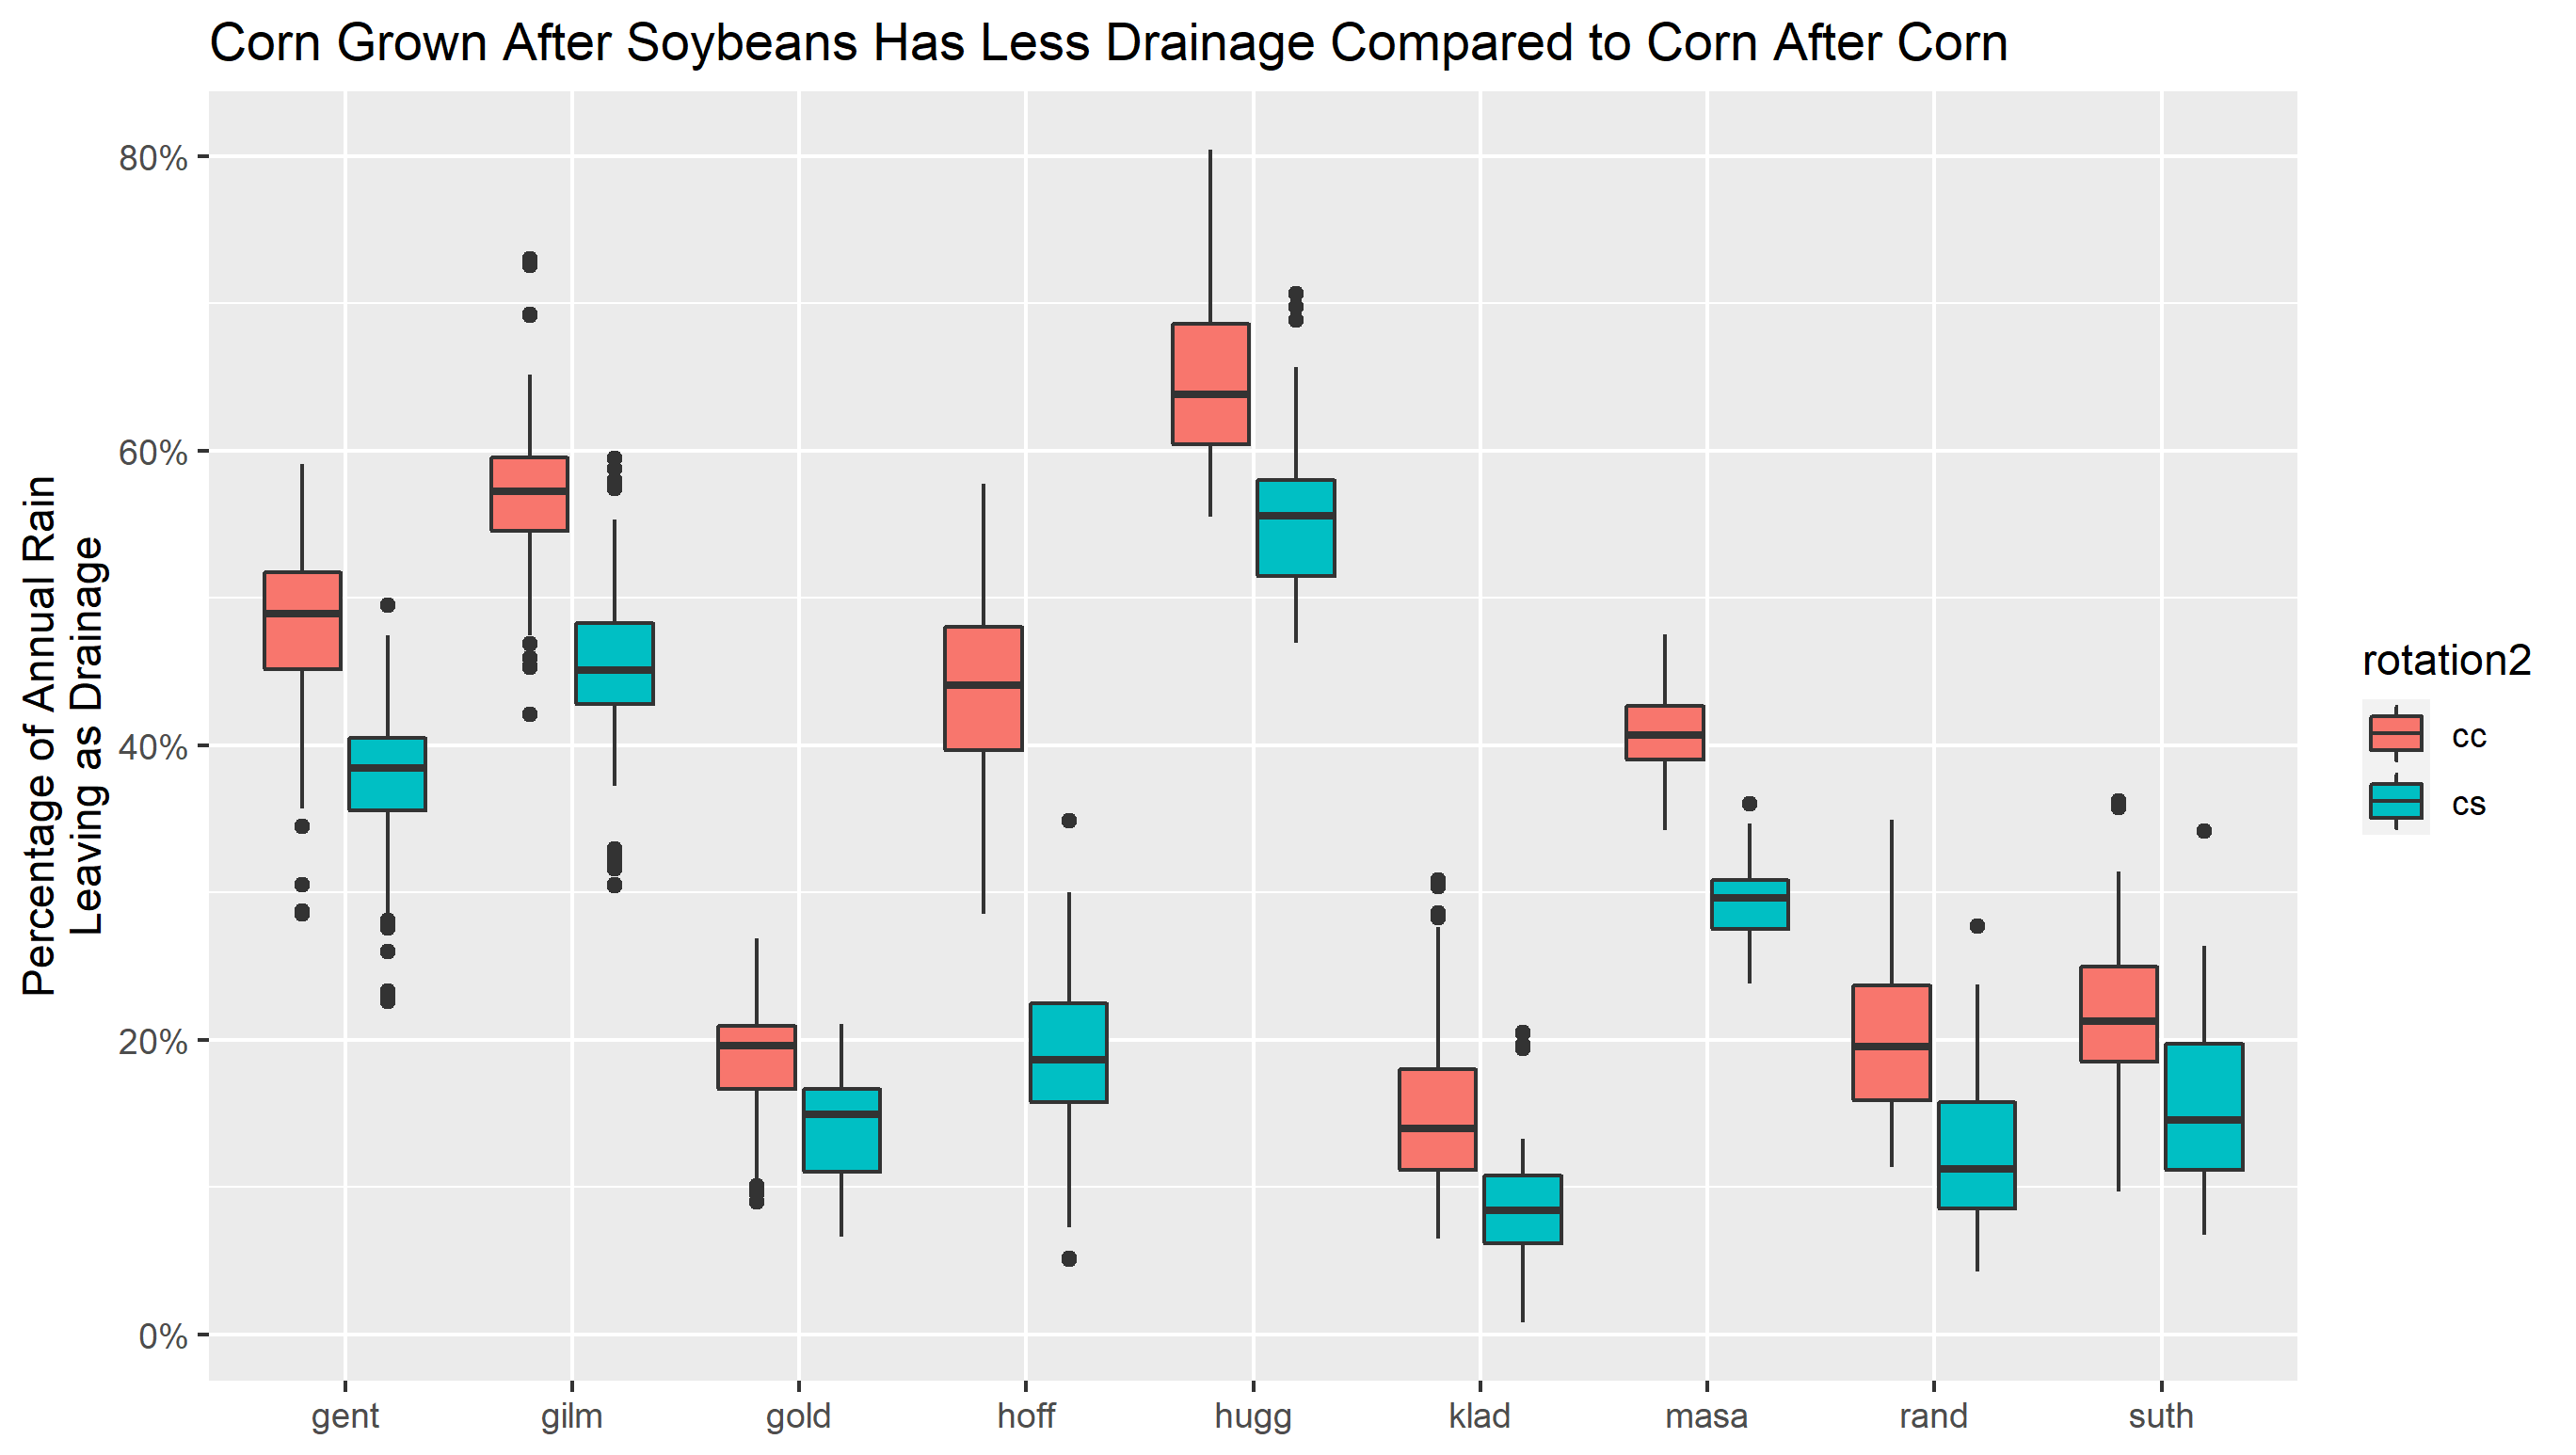 Corn Grown After Soybeans Has Less Drainage Compared to Corn After Corn
Percentage of Annual Rain
Leaving as Drainage
80%
60%
40%
20%
0%
gent gilm gold hoff hugg klad masa rand suth
rotation2
cc
cs